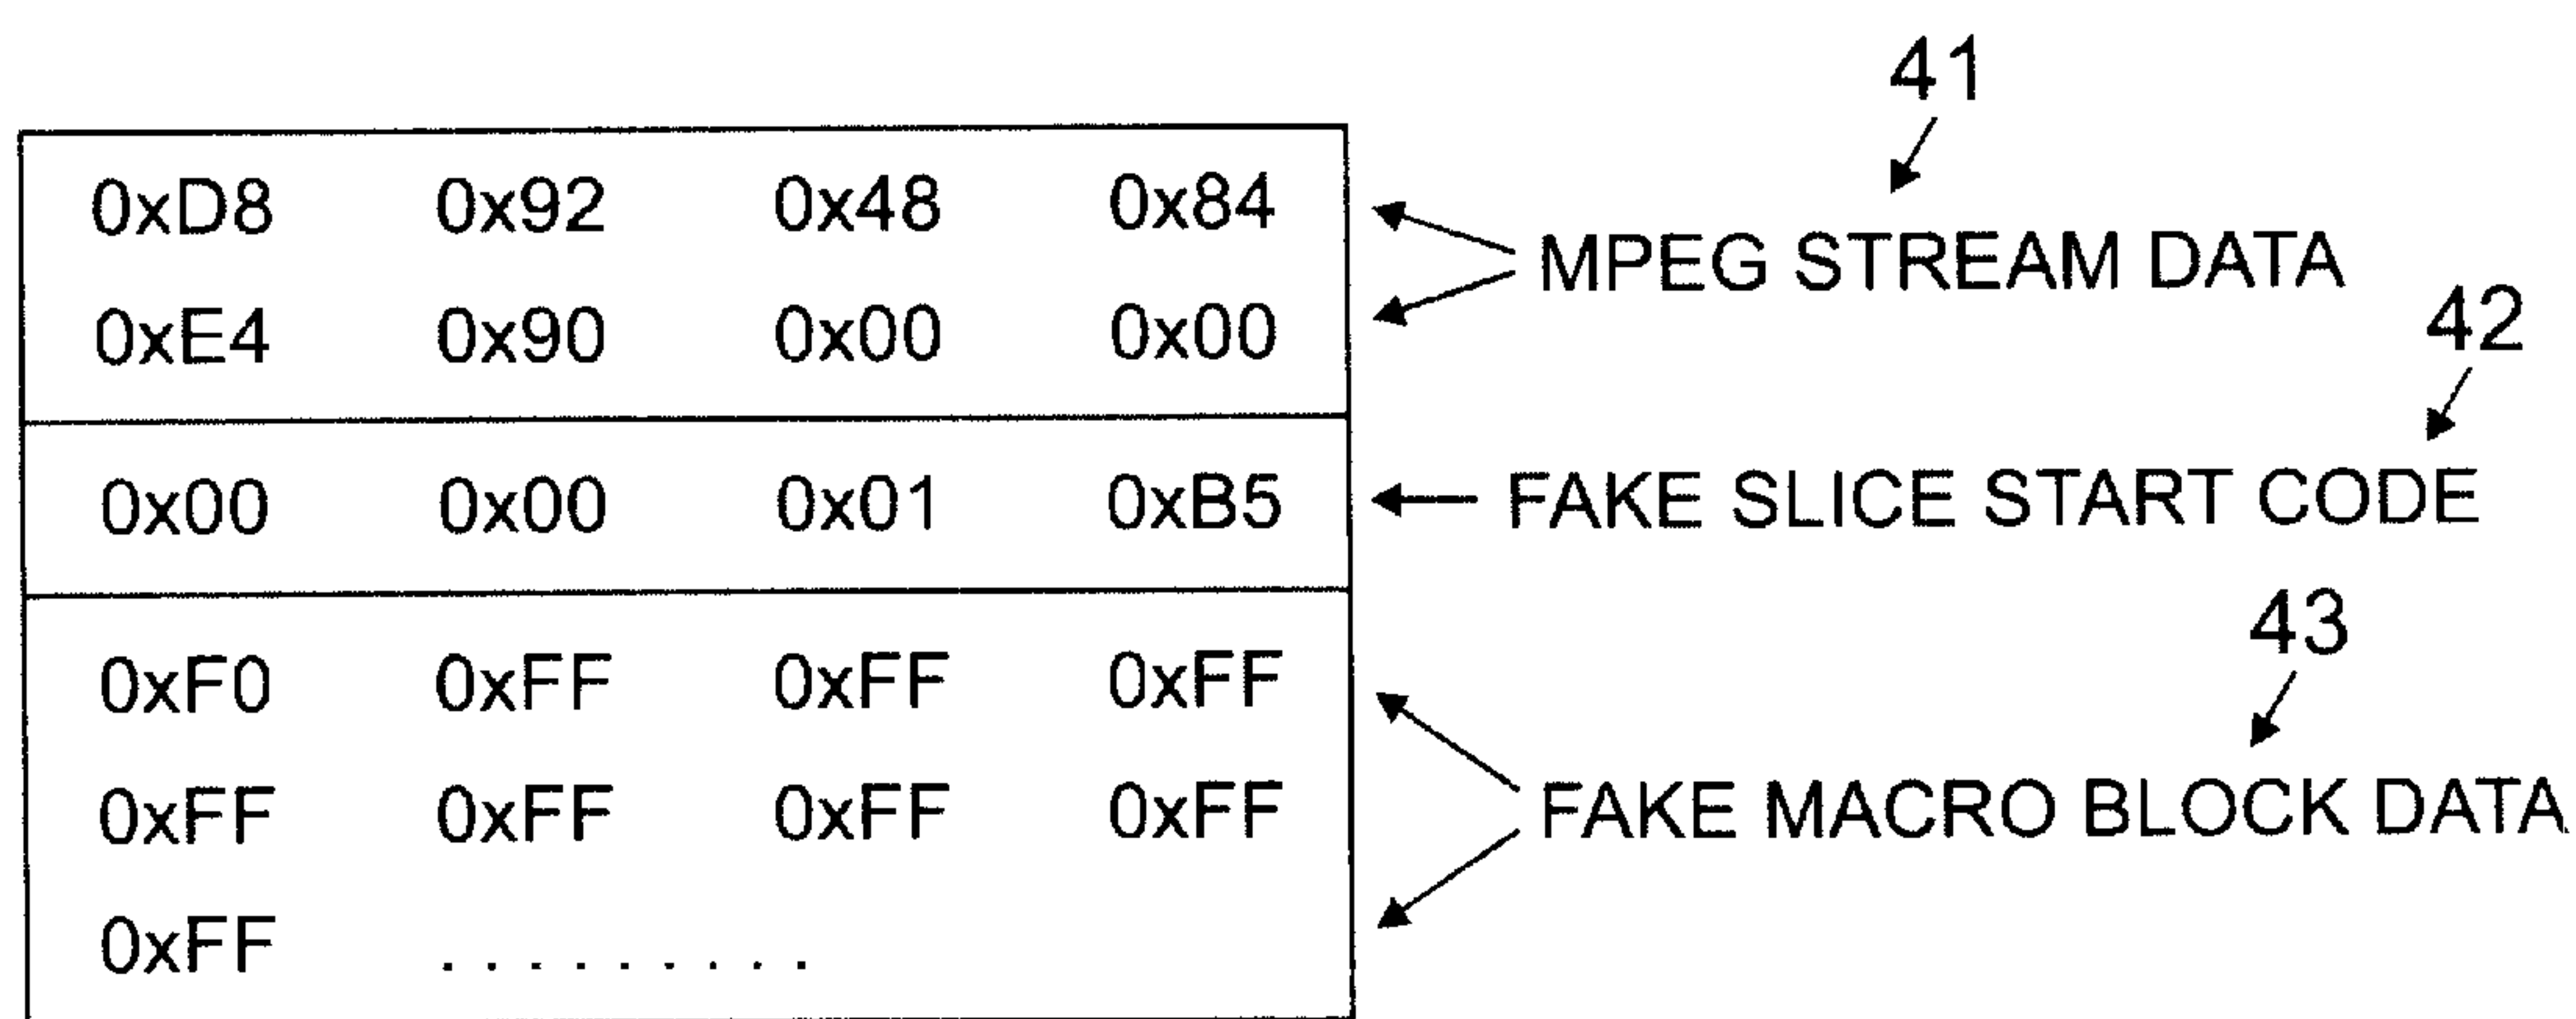 41
0xD8 0x92 0x48 0x84
MPEG STREAM DATA
0xE4 0x90 0x00 0x00
42
0x00 0x00 0x01 0xB5
FAKE SLICE START CODE
43
0xF0 0xFF 0xFF 0xFF
0xFF 0xFF 0xFF 0xFF
FAKE MACRO BLOCK DATA
0xFF . . . . . . . . .